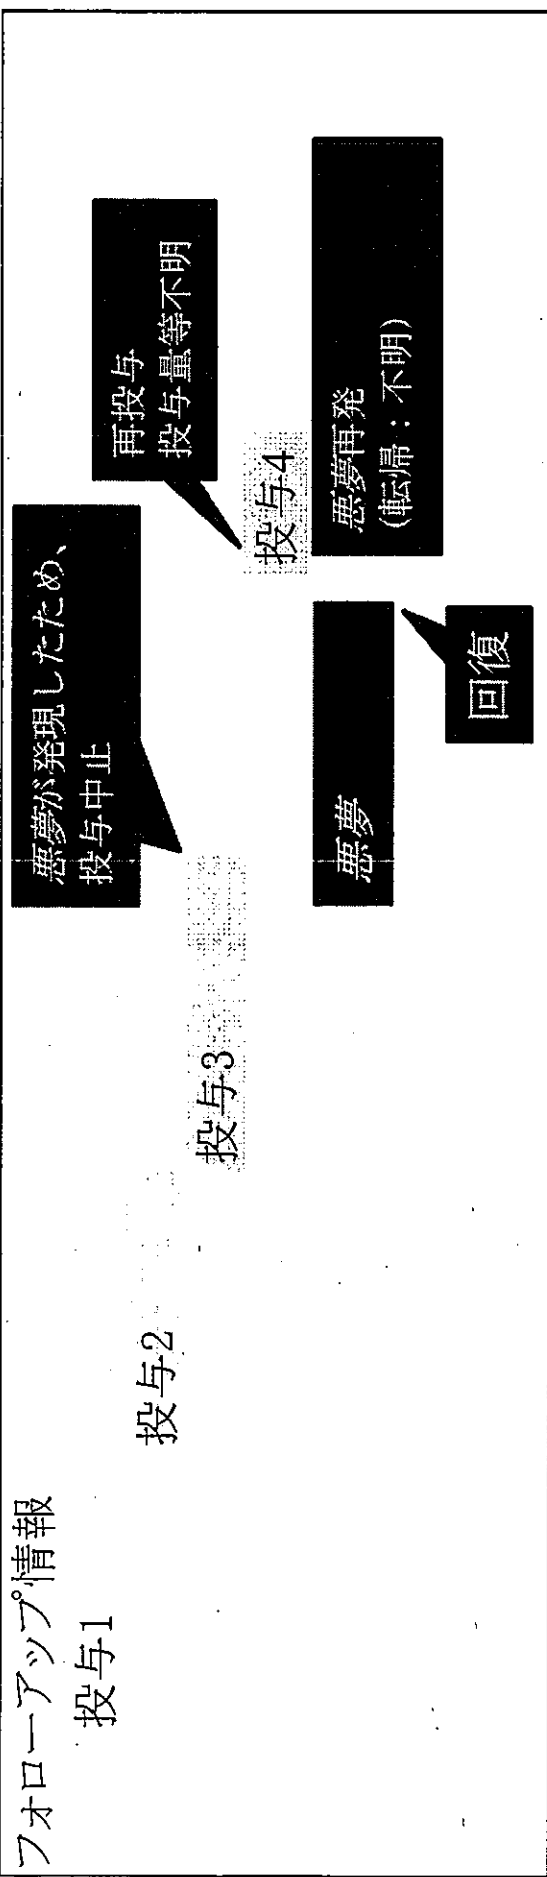 フォローアップ情報
投与1
投与2
投与3
悪夢が発現したため、
投与中止
再投与
投与量等不明
投与4
悪夢
回復
悪夢再発
(転帰：不明)